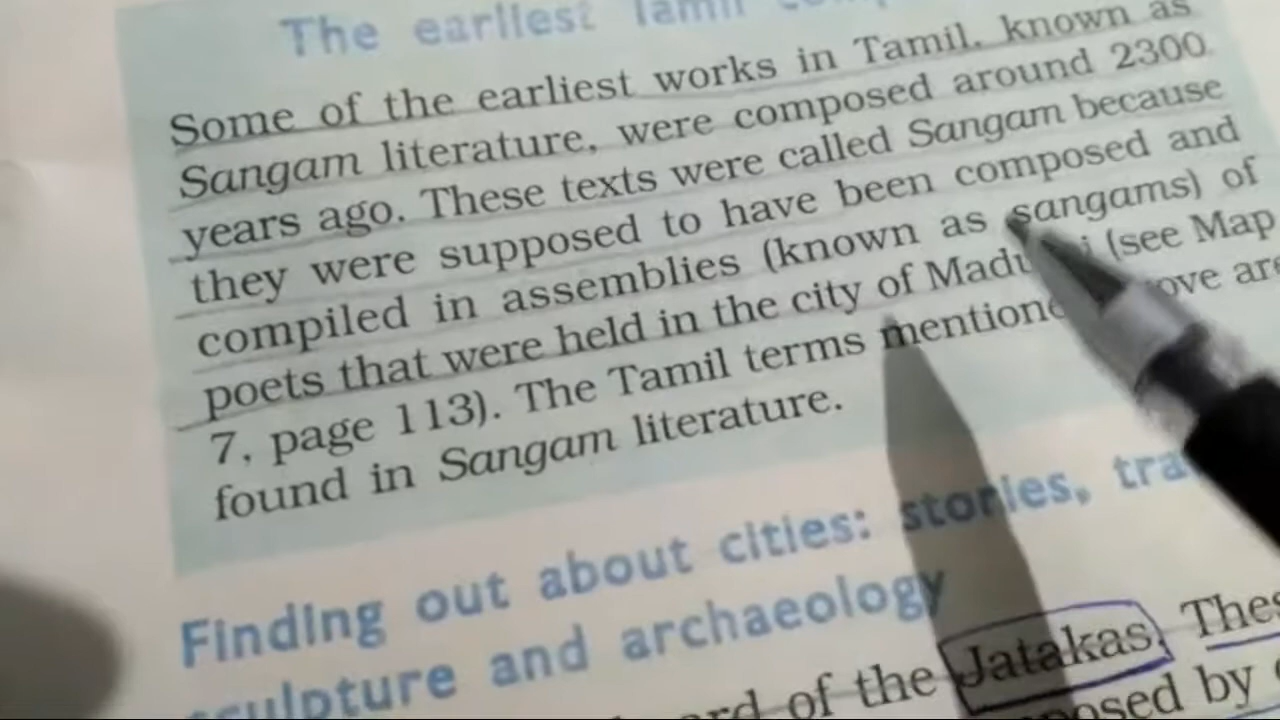 The earliest Tamil
Some of the earliest works in Tamil, known as
Sangam literature, were composed around 2300
years ago. These texts were called Sangam because
they were supposed to have been composed and
compiled in assemblies (known as sangams) of
poets that were held in the city of Madurai (see Map
7, page 113). The Tamil terms mentioned above are
found in Sangam literature.
Finding out about cities: stories,
sculpture and archaeology
of the Jatakas.
by